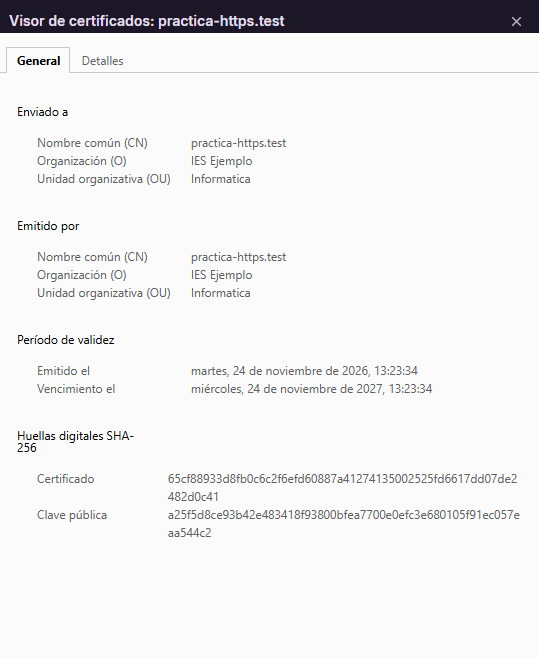 Visor de certificados: practica-https.test
General Detalles
Enviado a
Nombre común (CN) practica-https.test
Organización (O) IES Ejemplo
Unidad organizativa (OU) Informatica
Emitido por
Nombre común (CN) practica-https.test
Organización (O) IES Ejemplo
Unidad organizativa (OU) Informatica
Período de validez
Emitido el martes, 24 de noviembre de 2026, 13:23:34
Vencimiento el miércoles, 24 de noviembre de 2027, 13:23:34
Huellas digitales SHA-
256
Certificado 65cf88933d8fb0c6c2f6efd60887a41274135002525fd6617dd07de2
482d0c41
Clave pública a25f5d8ce93b42e483418f93800bfea7700e0efc3e680105f91ec057e
aa544c2